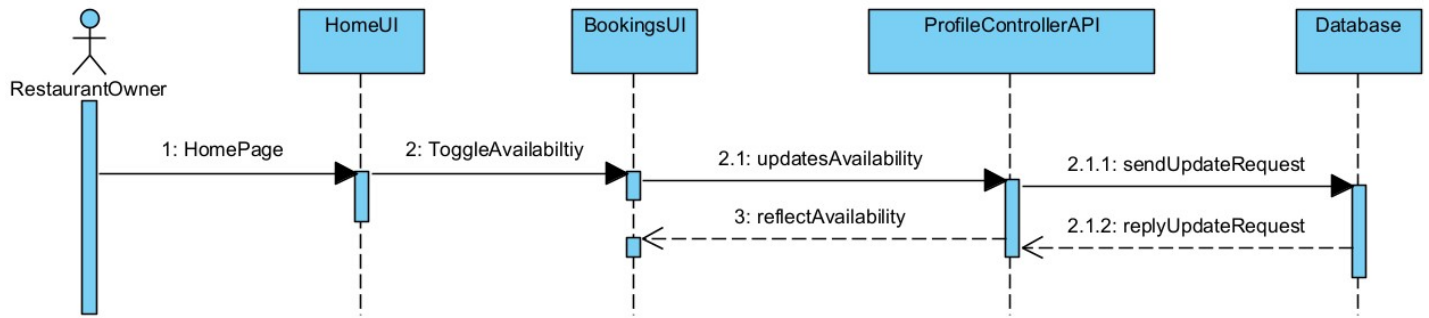 HomeUI
BookingsUI
ProfileControllerAPI
Database
RestaurantOwner
1: HomePage
2: ToggleAvailabiltiy
2.1: updatesAvailability
2.1.1: sendUpdateRequest
3: reflectAvailability
2.1.2: replyUpdateRequest